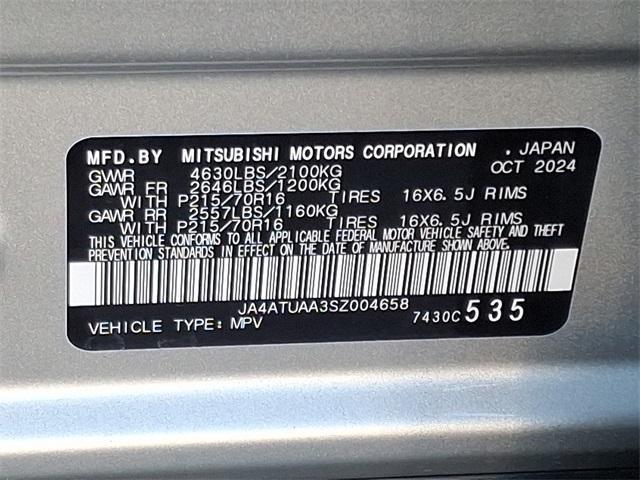 MFD.BY MITSUBISHI MOTORS CORPORATION . JAPAN
GVWR 4630LBS/2100KG OCT 2024
GAWR FR 2646LBS/1200KG
WITH P215/70R16 TIRES 16X6.5J RIMS
GAWR RR 2557LBS/1160KG
WITH P215/70R16 TIRES 16X6.5J RIMS
THIS VEHICLE CONFORMS TO ALL APPLICABLE FEDERAL MOTOR VEHICLE SAFETY AND THEFT
PREVENTION STANDARDS IN EFFECT ON THE DATE OF MANUFACTURE SHOWN ABOVE.
JA4ATUAA3SZ004658
VEHICLE TYPE: MPV 7430C 535